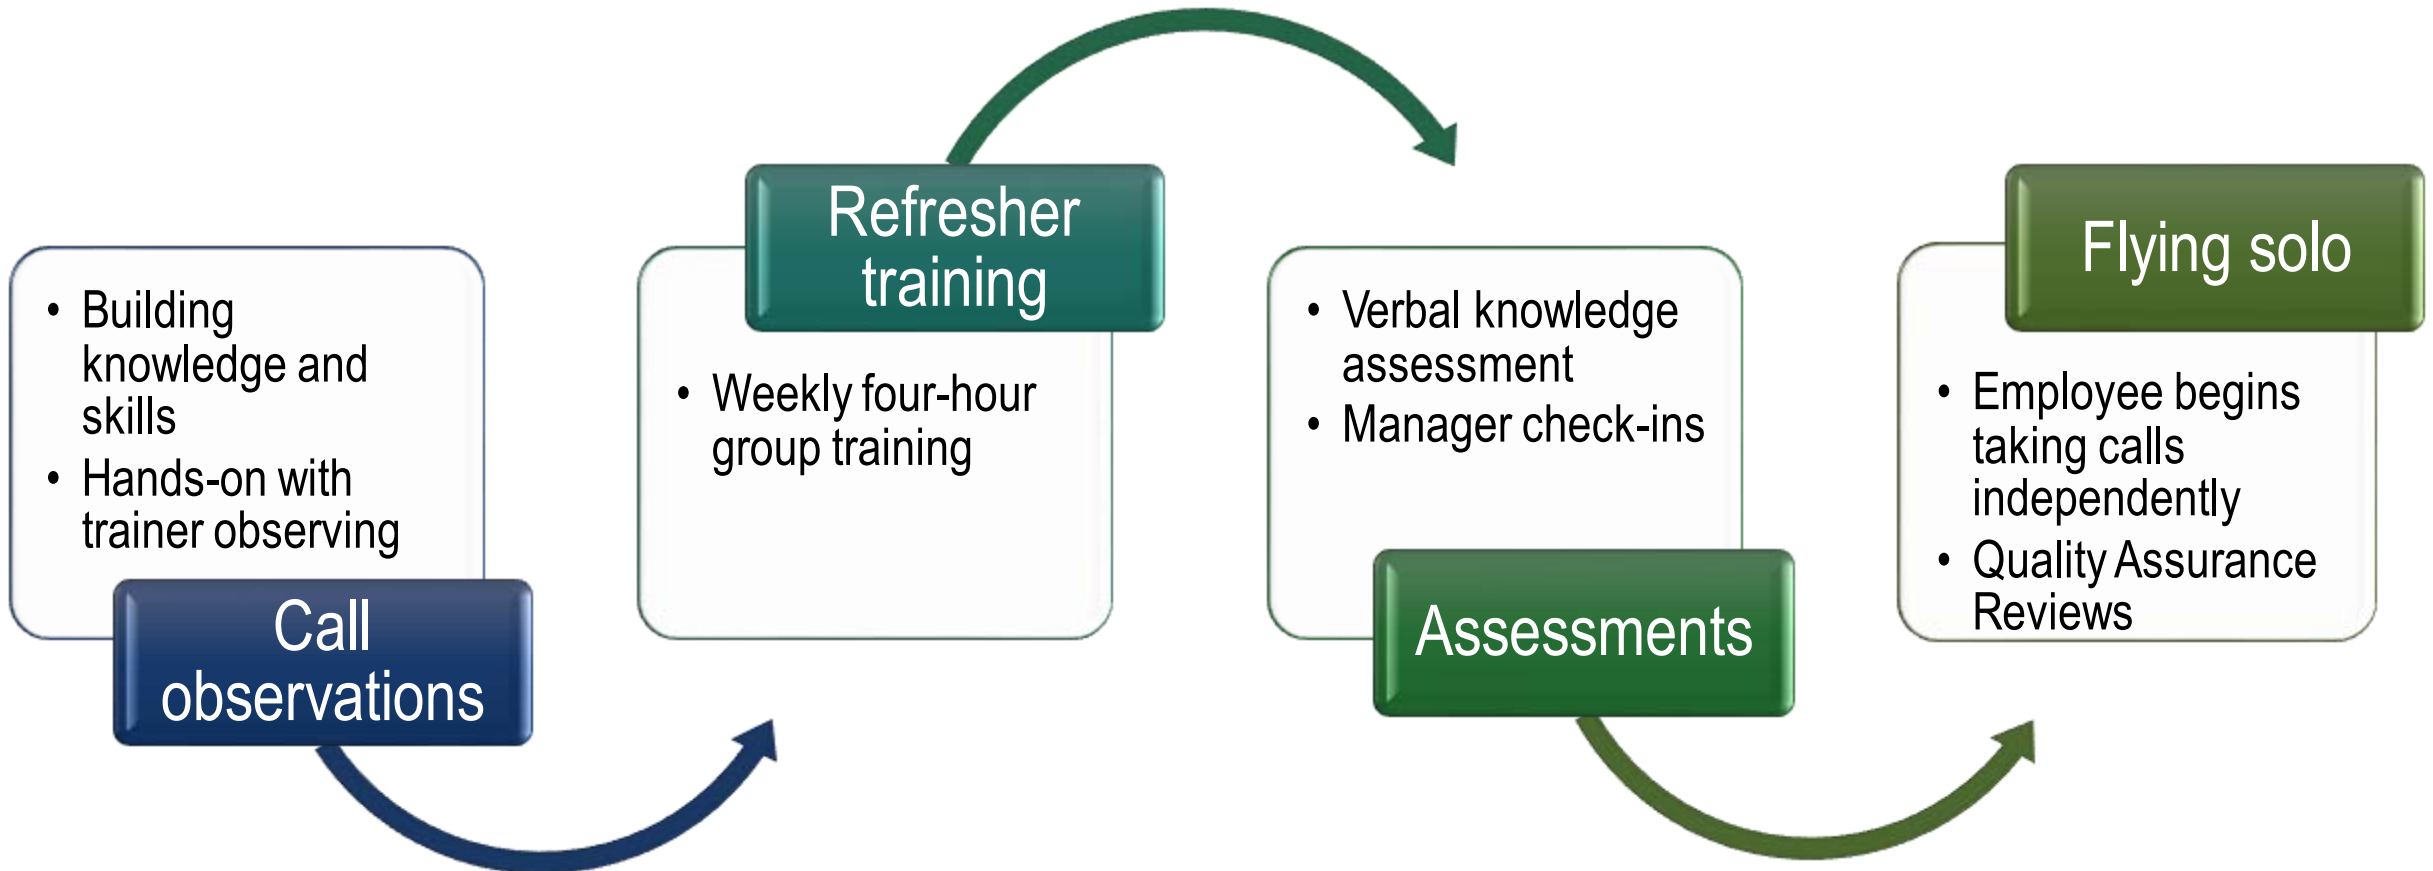 • Building
knowledge and
skills
• Hands-on with
trainer observing
Call
observations
Refresher
training
• Weekly four-hour
group training
• Verbal knowledge
assessment
• Manager check-ins
Assessments
Flying solo
• Employee begins
taking calls
independently
• Quality Assurance
Reviews